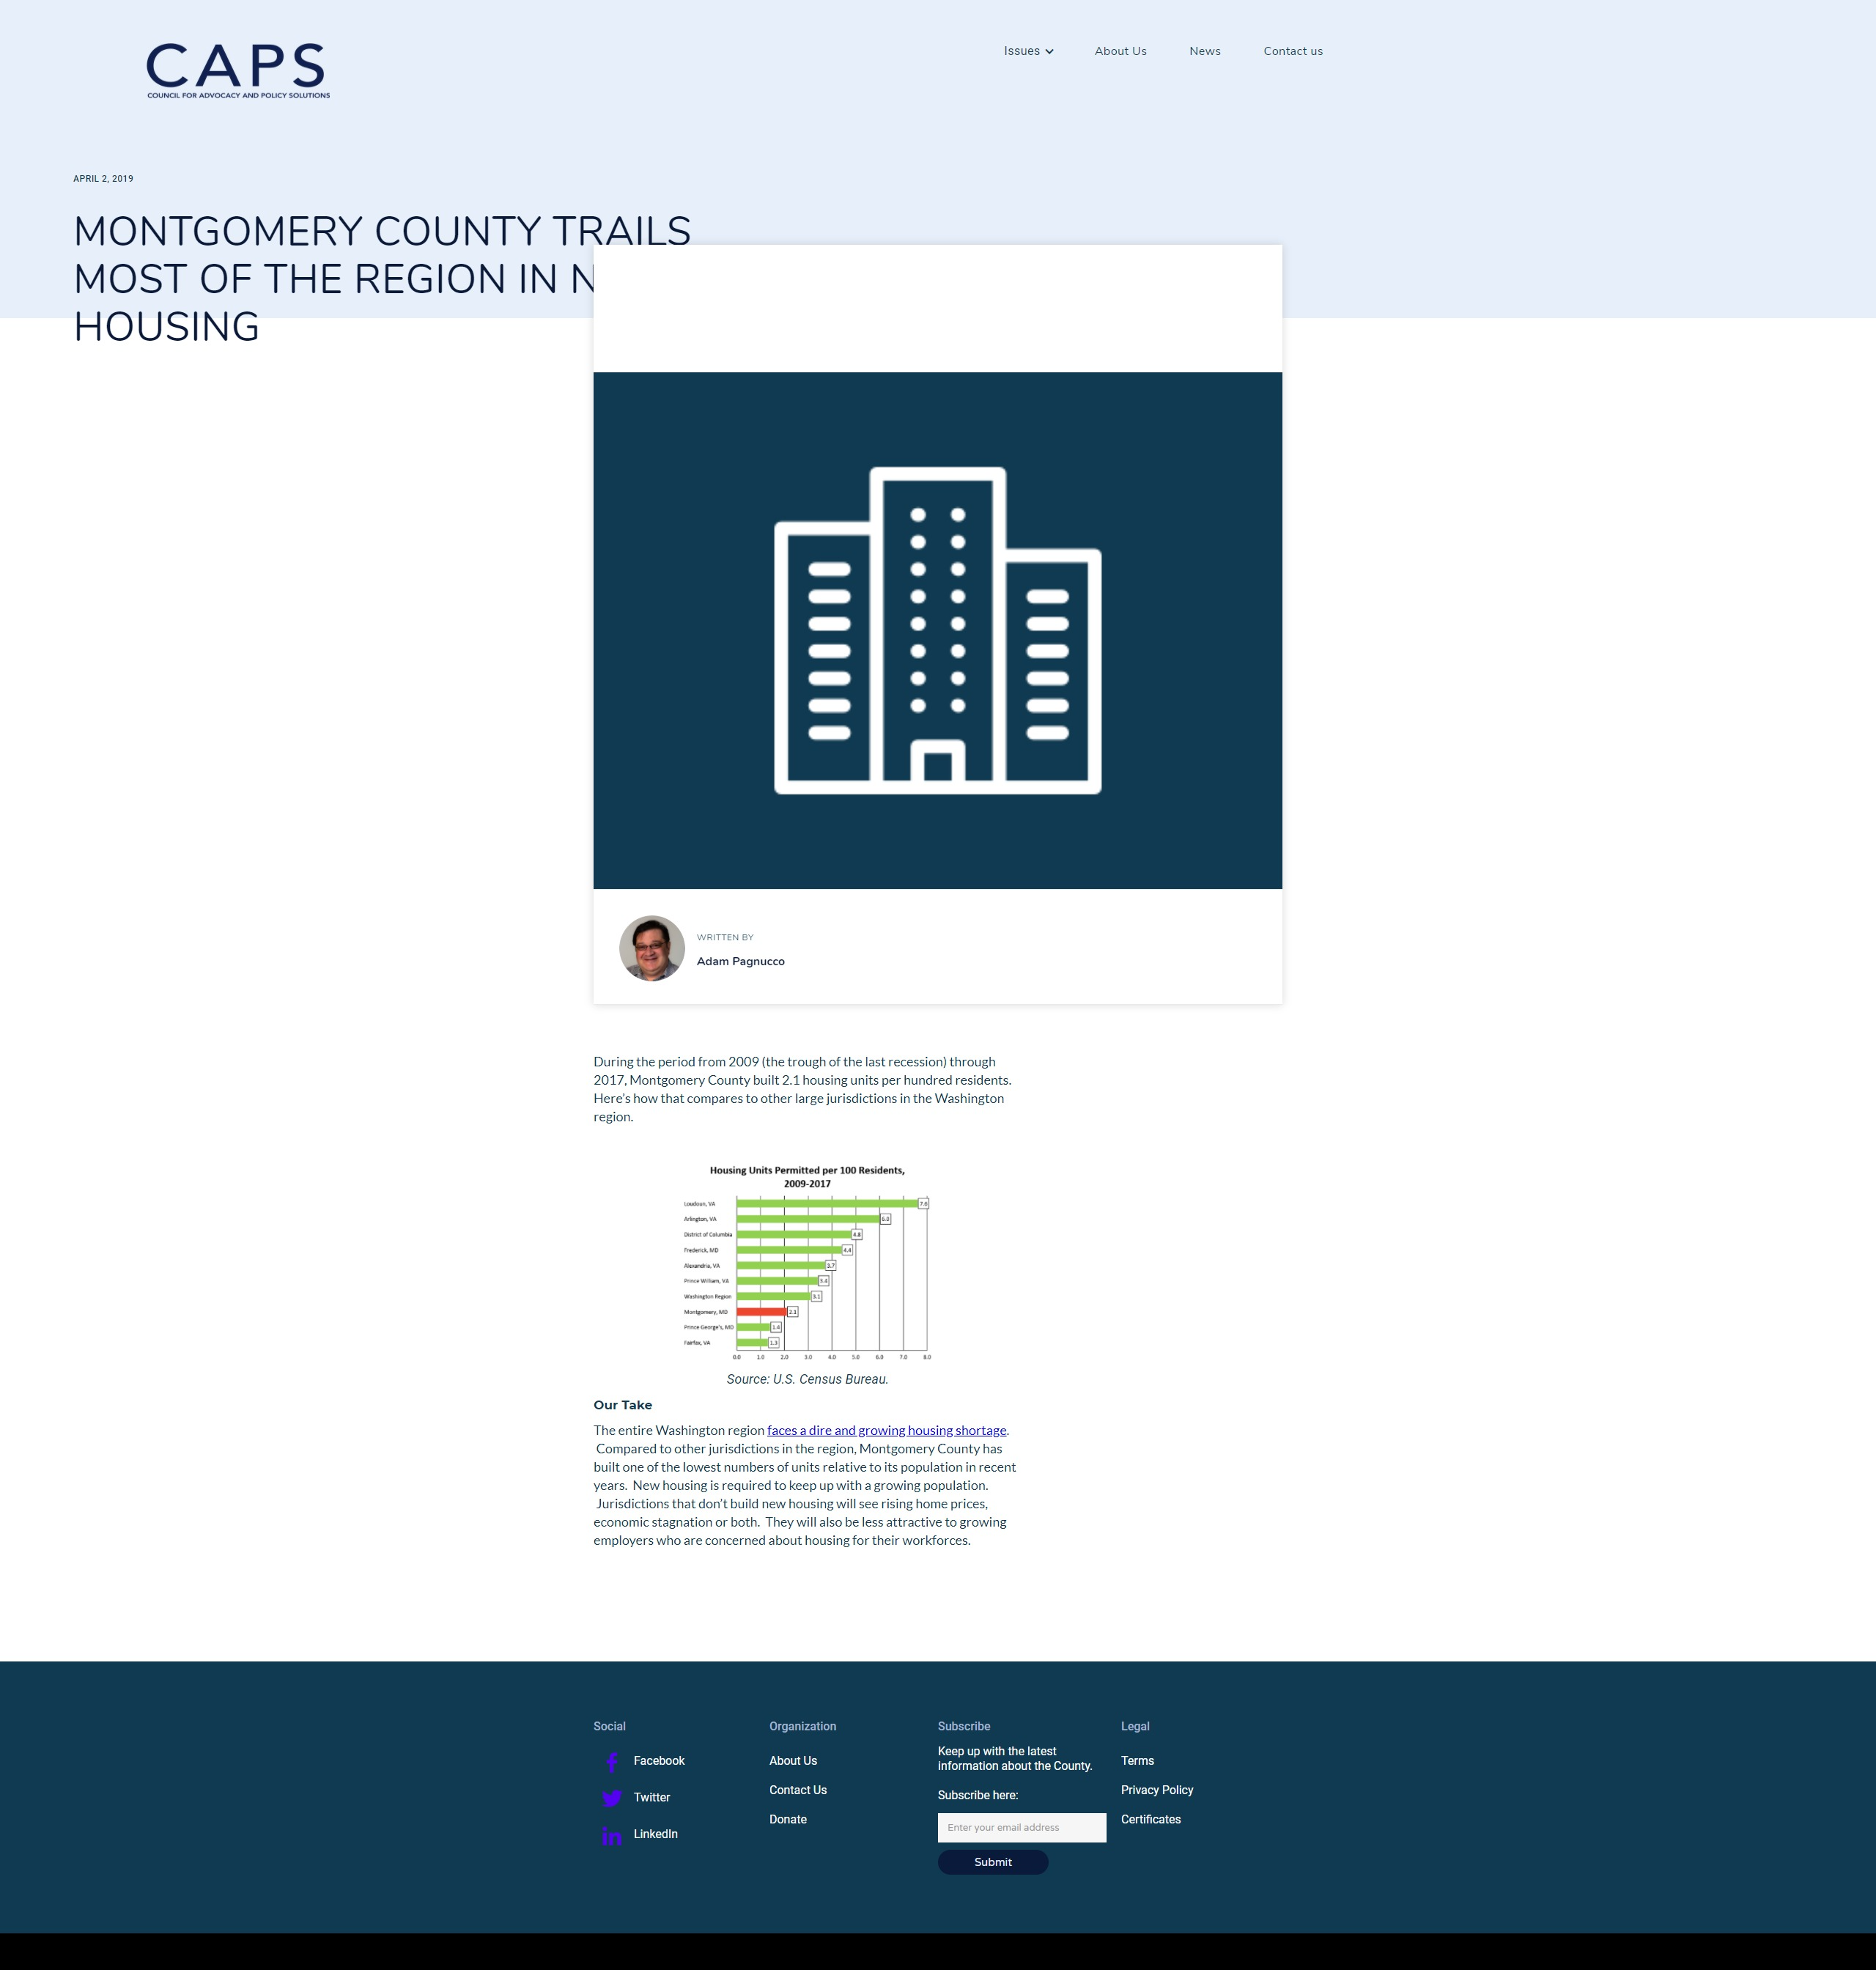 CAPS
COUNCIL FOR ADVOCACY AND POLICY SOLUTIONS
Issues
About Us
News
Contact us
APRIL 2, 2019
MONTGOMERY COUNTY TRAILS
MOST OF THE REGION IN N
HOUSING
WRITTEN BY
Adam Pagnucco
During the period from 2009 (the trough of the last recession) through
2017, Montgomery County built 2.1 housing units per hundred residents.
Here's how that compares to other large jurisdictions in the Washington
region.
Housing Units Permitted per 100 Residents,
2009-2017
Loudoun, VA 7.6
Arlington, VA 6.0
District of Columbia 4.8
Frederick, MD 4.4
Alexandria, VA 3.7
Prince William, VA 3.4
Washington Region 3.1
Montgomery, MD 2.1
Prince George's, MD 1.4
Fairfax, VA 1.3
0.0 1.0 2.0 3.0 4.0 5.0 6.0 7.0 8.0
Source: U.S. Census Bureau.
Our Take
The entire Washington region faces a dire and growing housing shortage.
Compared to other jurisdictions in the region, Montgomery County has
built one of the lowest numbers of units relative to its population in recent
years.  New housing is required to keep up with a growing population.
Jurisdictions that don't build new housing will see rising home prices,
economic stagnation or both.  They will also be less attractive to growing
employers who are concerned about housing for their workforces.
Social
Facebook
Twitter
LinkedIn
Organization
About Us
Contact Us
Donate
Subscribe
Keep up with the latest
information about the County.
Subscribe here:
Enter your email address
Submit
Legal
Terms
Privacy Policy
Certificates